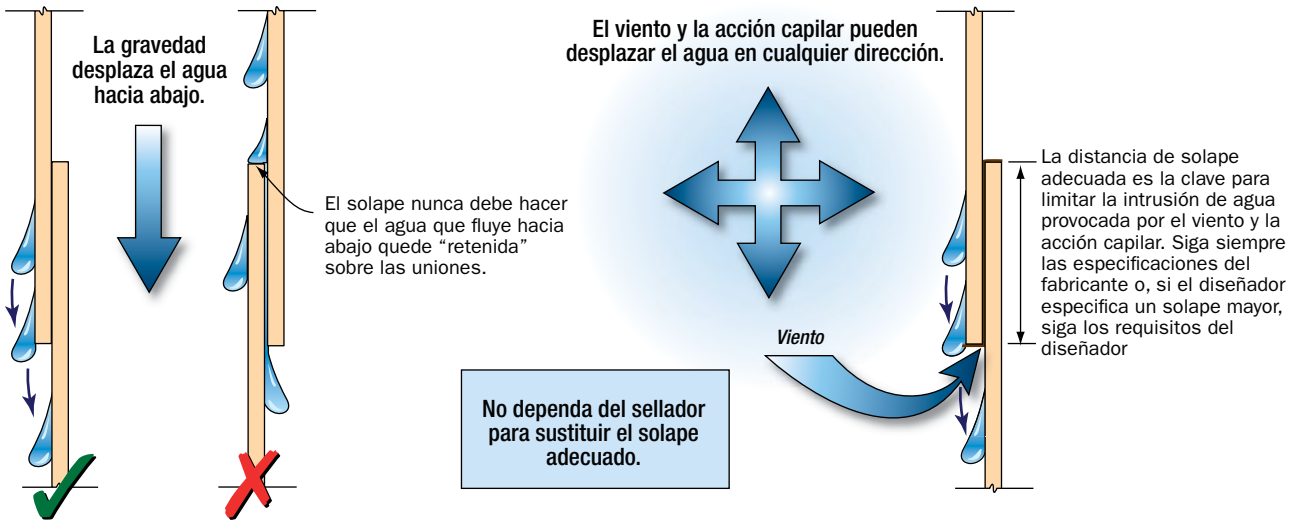 La gravedad
desplaza el agua
hacia abajo.
El solape nunca debe hacer
que el agua que fluye hacia
abajo quede “retenida”
sobre las uniones.
El viento y la acción capilar pueden
desplazar el agua en cualquier dirección.
Viento
No dependa del sellador
para sustituir el solape
adecuado.
La distancia de solape
adecuada es la clave para
limitar la intrusión de agua
provocada por el viento y la
acción capilar. Siga siempre
las especificaciones del
fabricante o, si el diseñador
especifica un solape mayor,
siga los requisitos del
diseñador